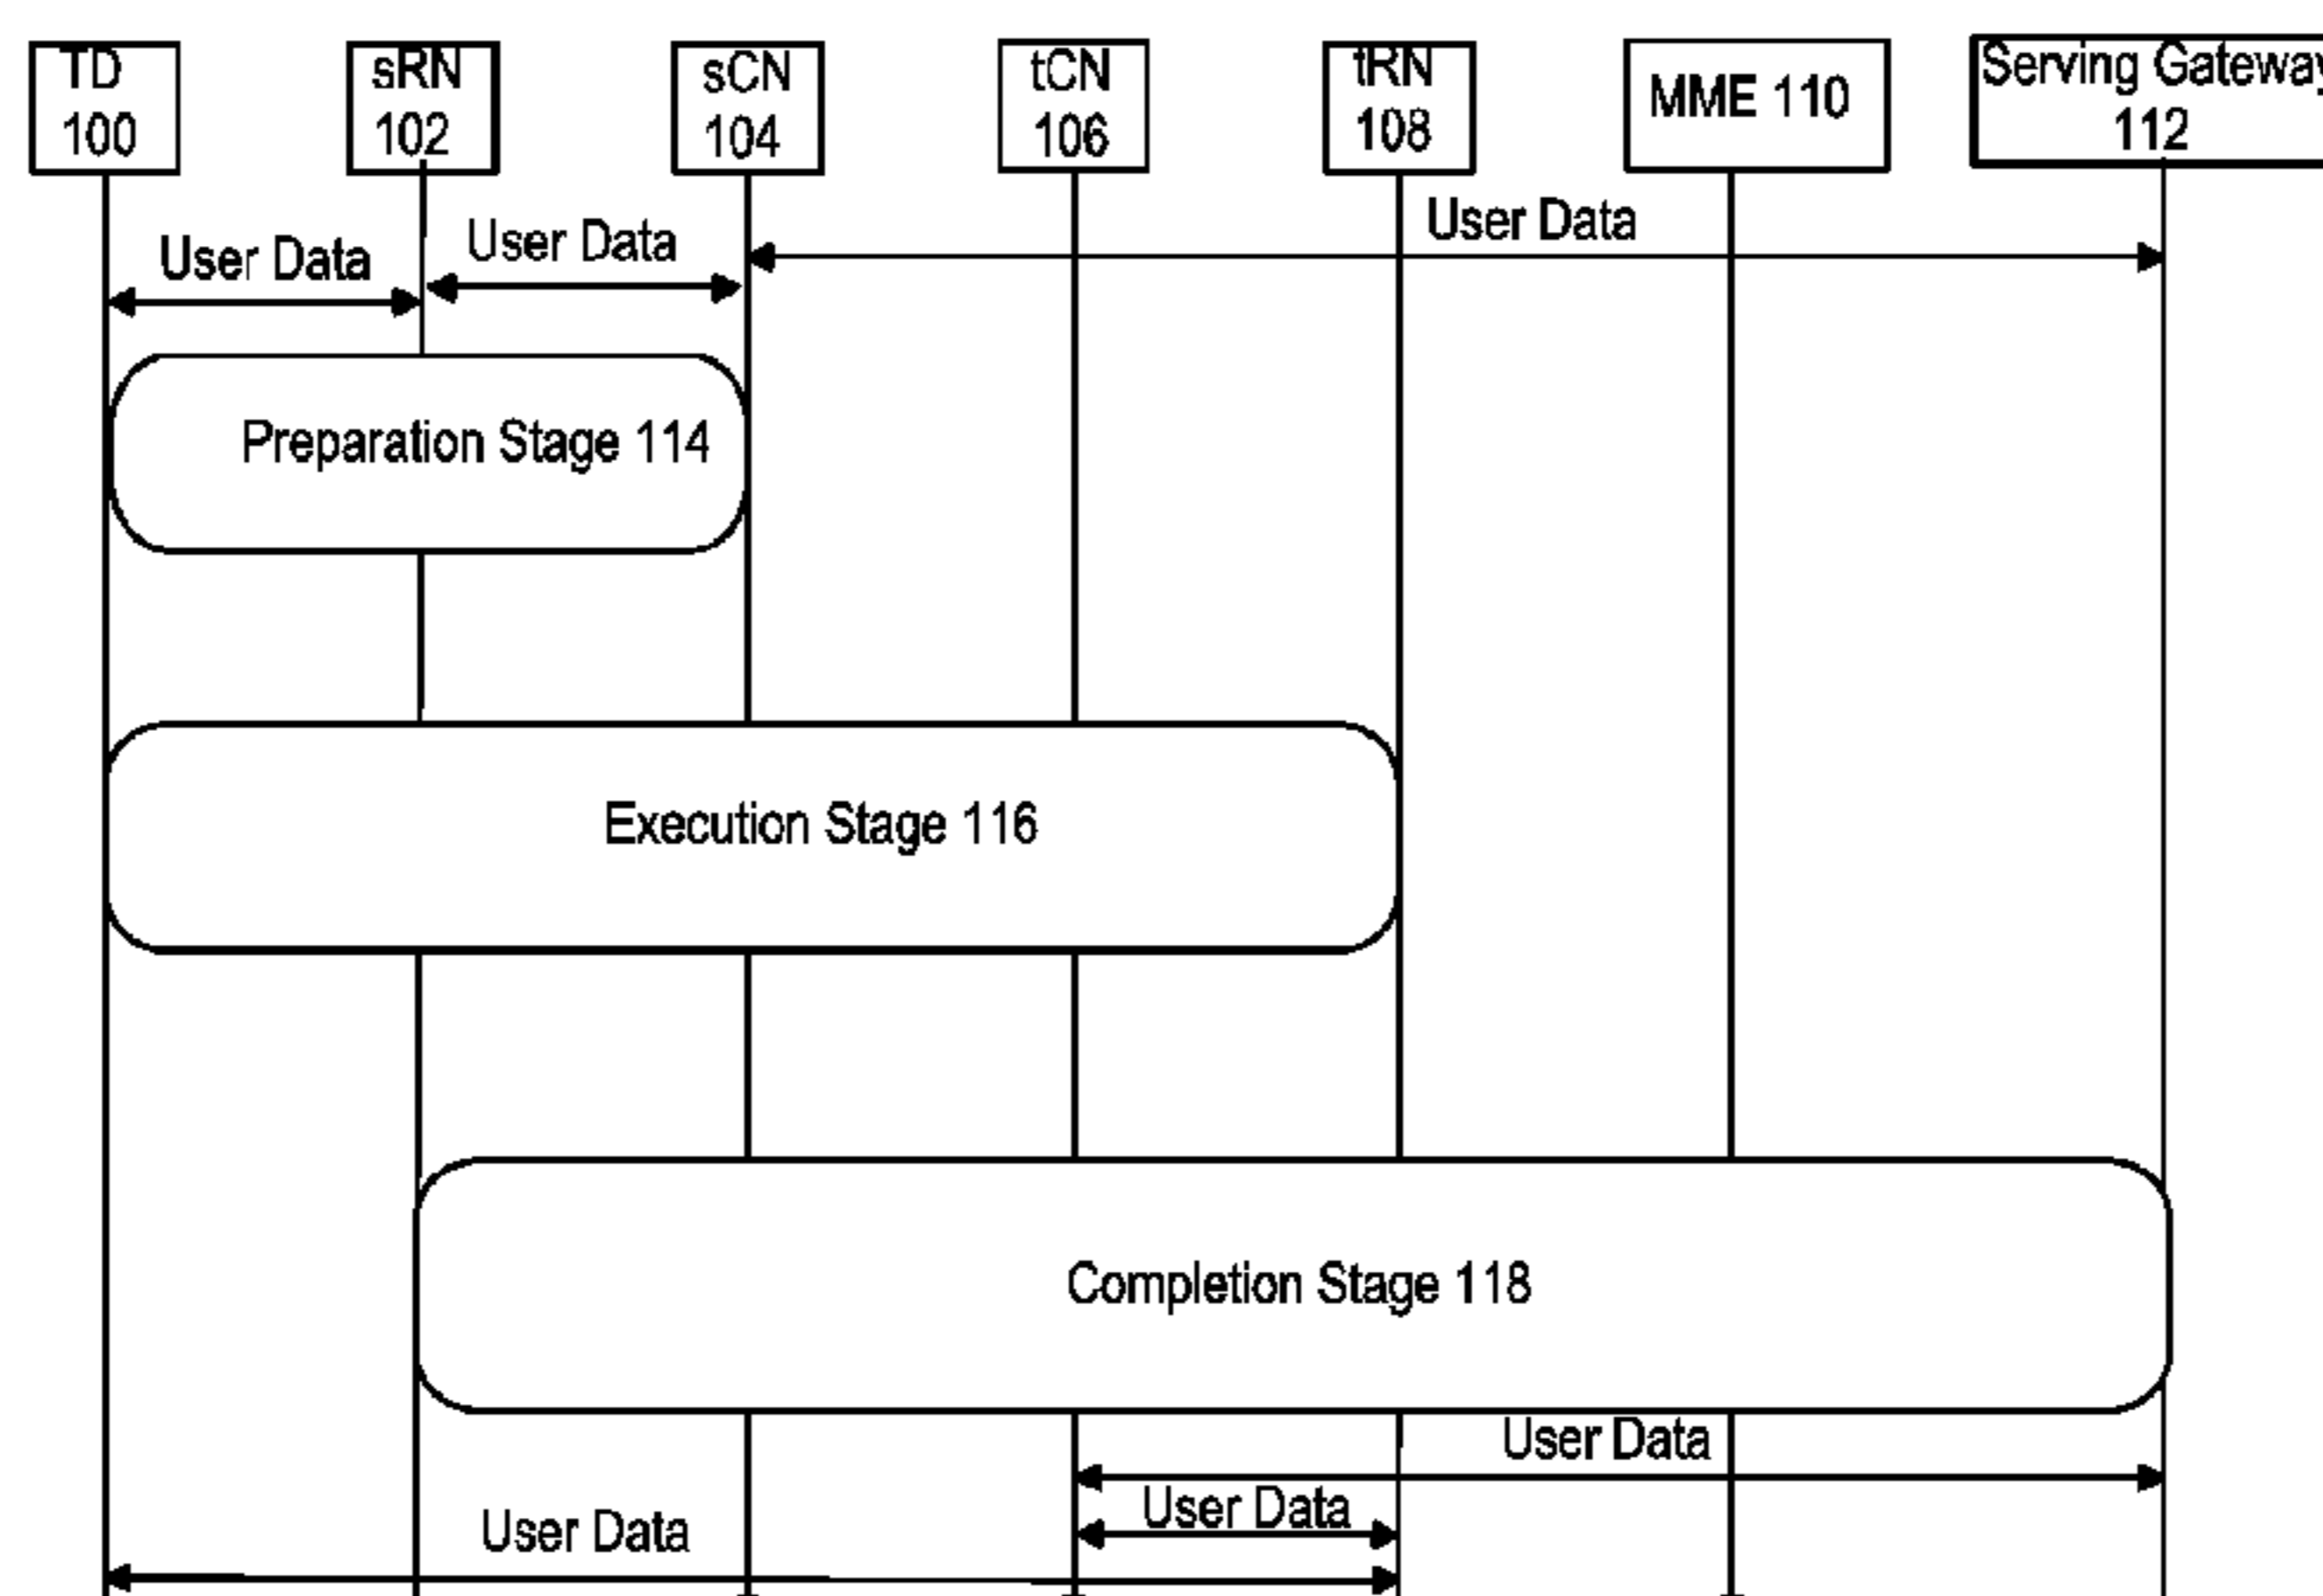 TD
100
sRN
102
sCN
104
tCN
106
tRN
108
MME 110
Serving Gateway
112
User Data
User Data
User Data
Preparation Stage 114
Execution Stage 116
Completion Stage 118
User Data
User Data
User Data